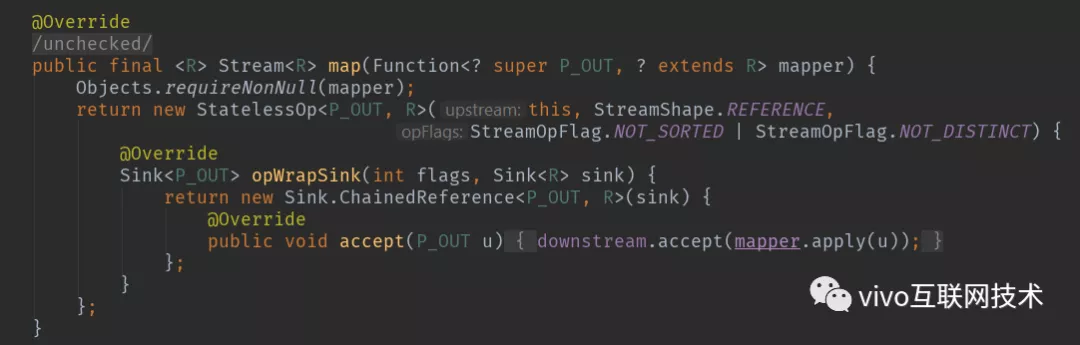 @Override
/unchecked/
public final <R> Stream<R> map(Function<? super P_OUT, ? extends R> mapper) {
    Objects.requireNonNull(mapper);
    return new StatelessOp<P_OUT, R>( upstream: this, StreamShape.REFERENCE,
                                 opFlags: StreamOpFlag.NOT_SORTED | StreamOpFlag.NOT_DISTINCT) {
        @Override
        Sink<P_OUT> opWrapSink(int flags, Sink<R> sink) {
            return new Sink.ChainedReference<P_OUT, R>(sink) {
                @Override
                public void accept(P_OUT u) { downstream.accept(mapper.apply(u)); }
            };
        }
    };
}
vivo互联网技术